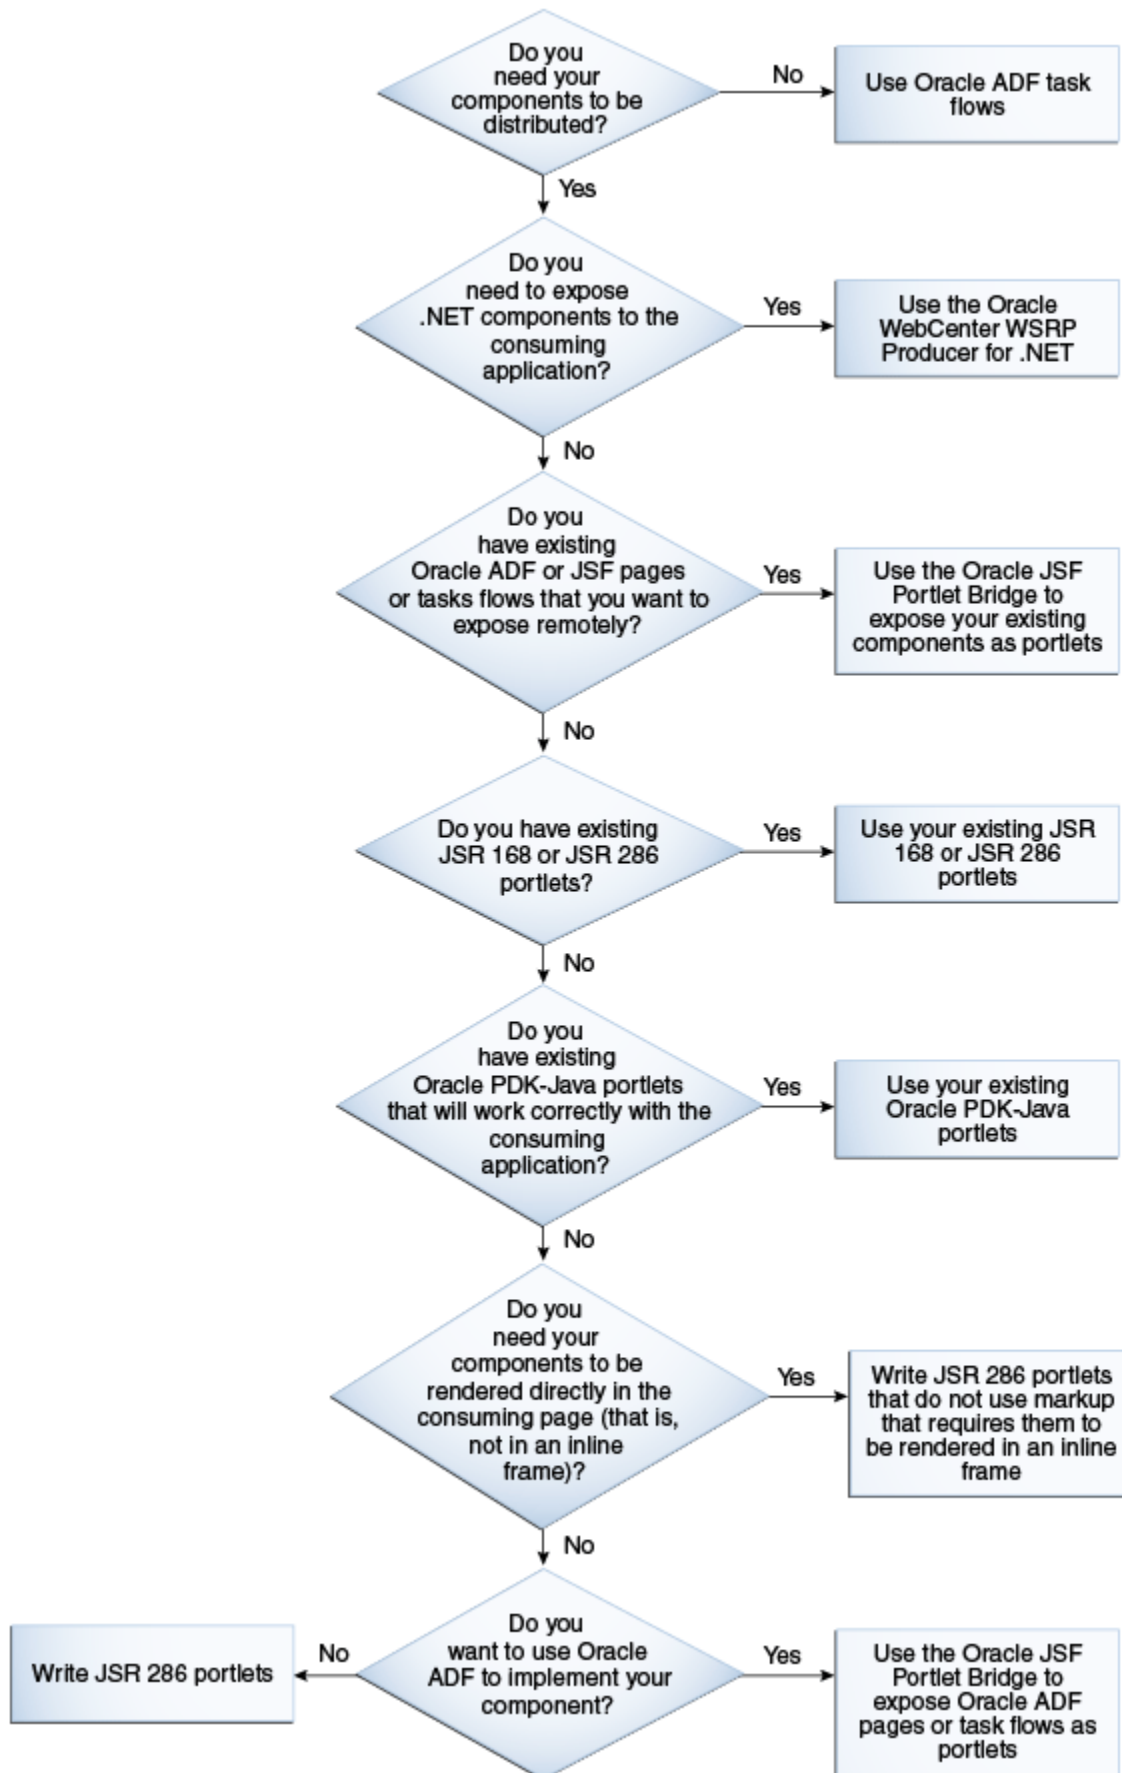 Do you
need your
components to be
distributed?
No
Use Oracle ADF task
flows
Yes
Do you
need to expose
.NET components to the
consuming
application?
Yes
Use the Oracle
WebCenter WSRP
Producer for .NET
No
Do you
have existing
Oracle ADF or JSF pages
or tasks flows that you want to
expose remotely?
Yes
Use the Oracle JSF
Portlet Bridge to
expose your existing
components as portlets
No
Do you have existing
JSR 168 or JSR 286
portlets?
Yes
Use your existing JSR
168 or JSR 286
portlets
No
Do you
have existing
Oracle PDK-Java portlets
that will work correctly with the
consuming
application?
Yes
Use your existing
Oracle PDK-Java
portlets
No
Do you
need your
components to be
rendered directly in the
consuming page (that is,
not in an inline
frame)?
Yes
Write JSR 286 portlets
that do not use markup
that requires them to
be rendered in an inline
frame
No
Do you
want to use Oracle
ADF to implement your
component?
No
Write JSR 286 portlets
Yes
Use the Oracle JSF
Portlet Bridge to
expose Oracle ADF
pages or task flows as
portlets